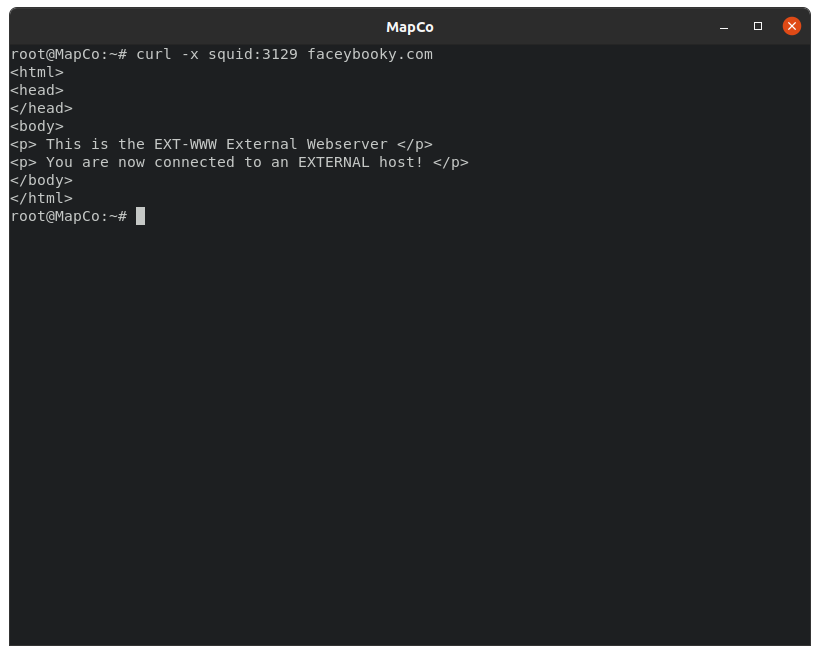 MapCo
root@MapCo:~# curl -x squid:3129 faceybooky.com
<html>
<head>
</head>
<body>
<p> This is the EXT-WWW External Webserver </p>
<p> You are now connected to an EXTERNAL host! </p>
</body>
</html>
root@MapCo:~#